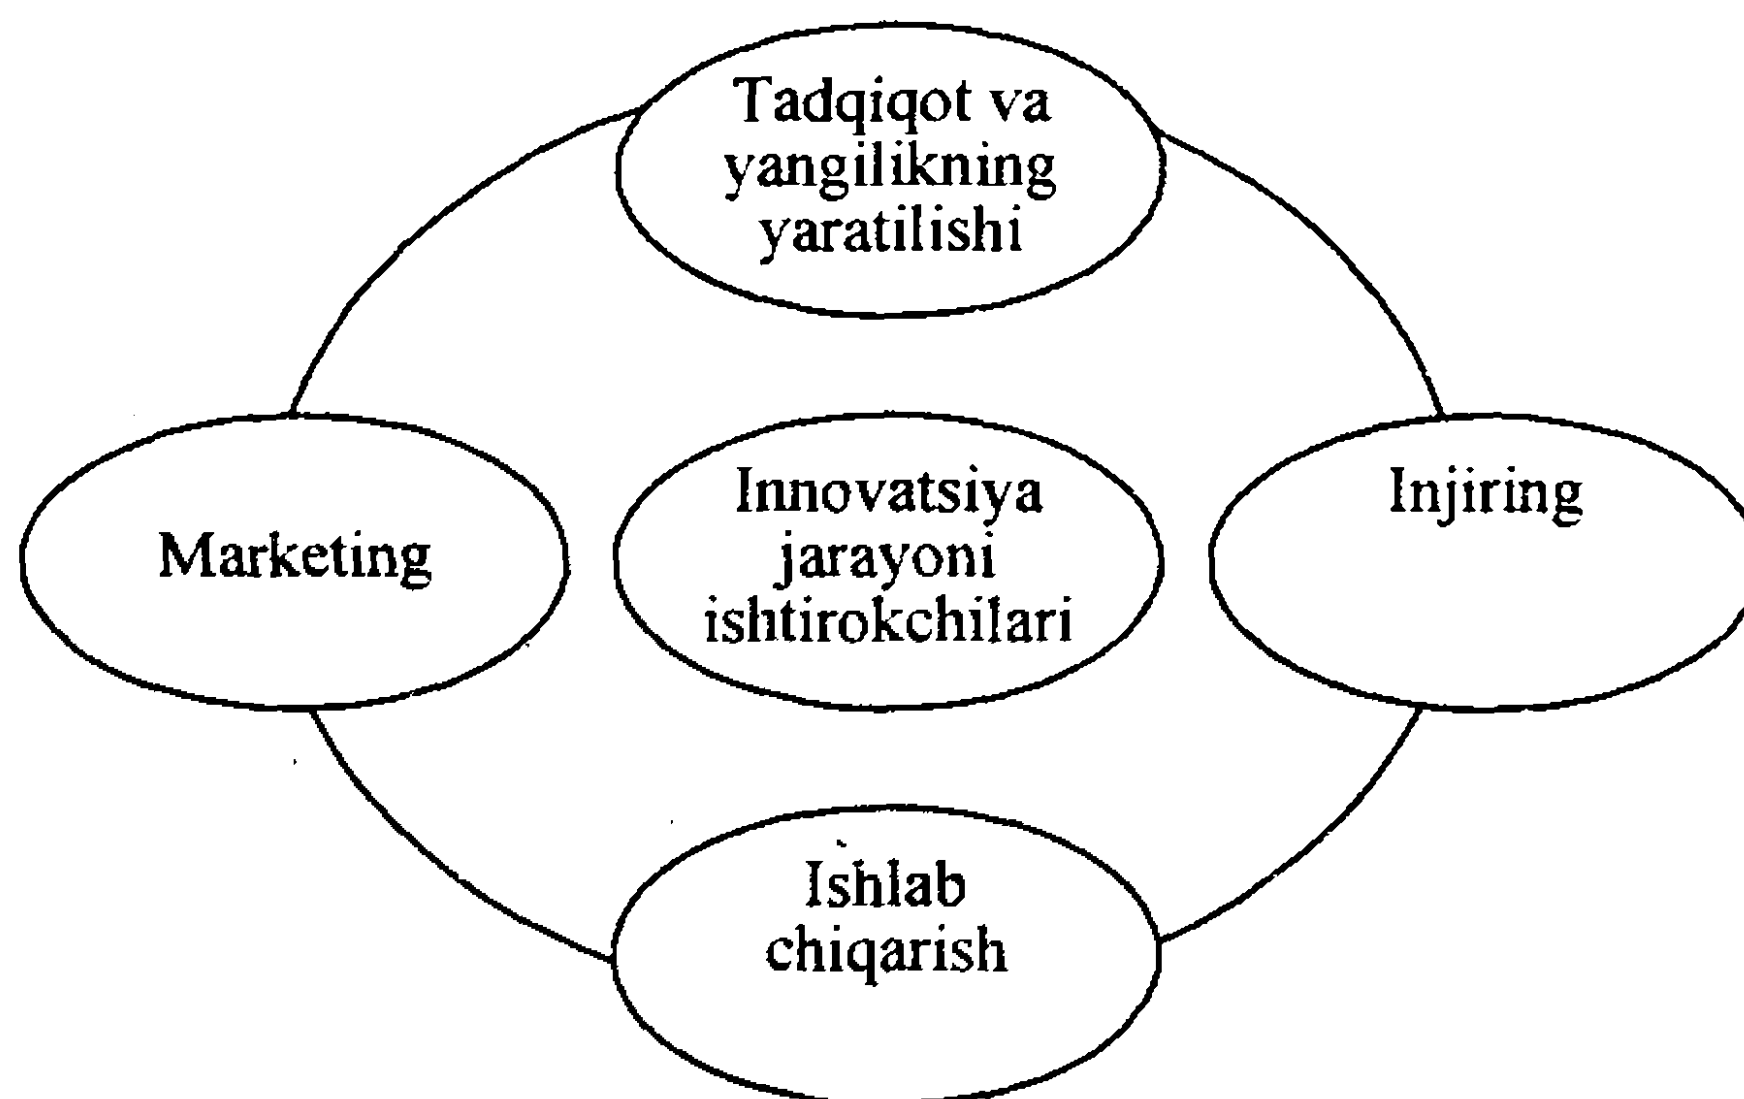 Tadqiqot va
yangilikning
yaratilishi
Marketing
Innovatsiya
jarayoni
ishtirokchilari
Injiring
Ishlab
chiqarish